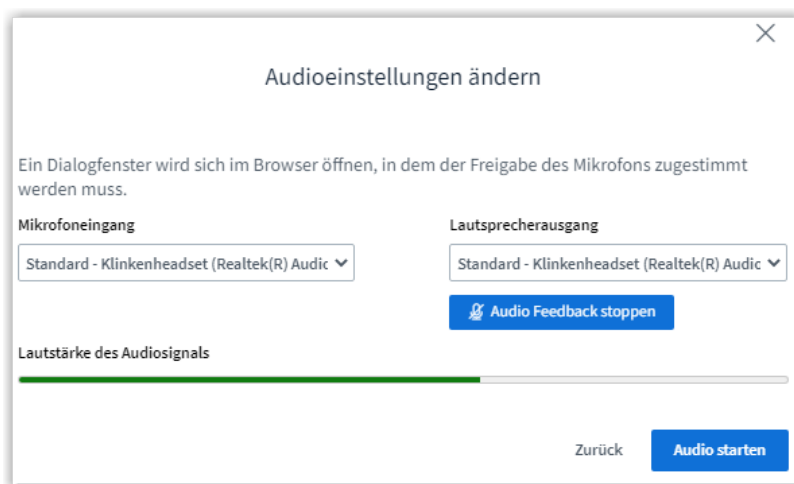 Audioeinstellungen ändern
Ein Dialogfenster wird sich im Browser öffnen, in dem der Freigabe des Mikrofons zugestimmt
werden muss.
Mikrofoneingang
Lautsprecherausgang
Standard - Klinkenheadset (Realtek(R) Audic
Standard - Klinkenheadset (Realtek(R) Audic
Audio Feedback stoppen
Lautstärke des Audiosignals
Zurück
Audio starten